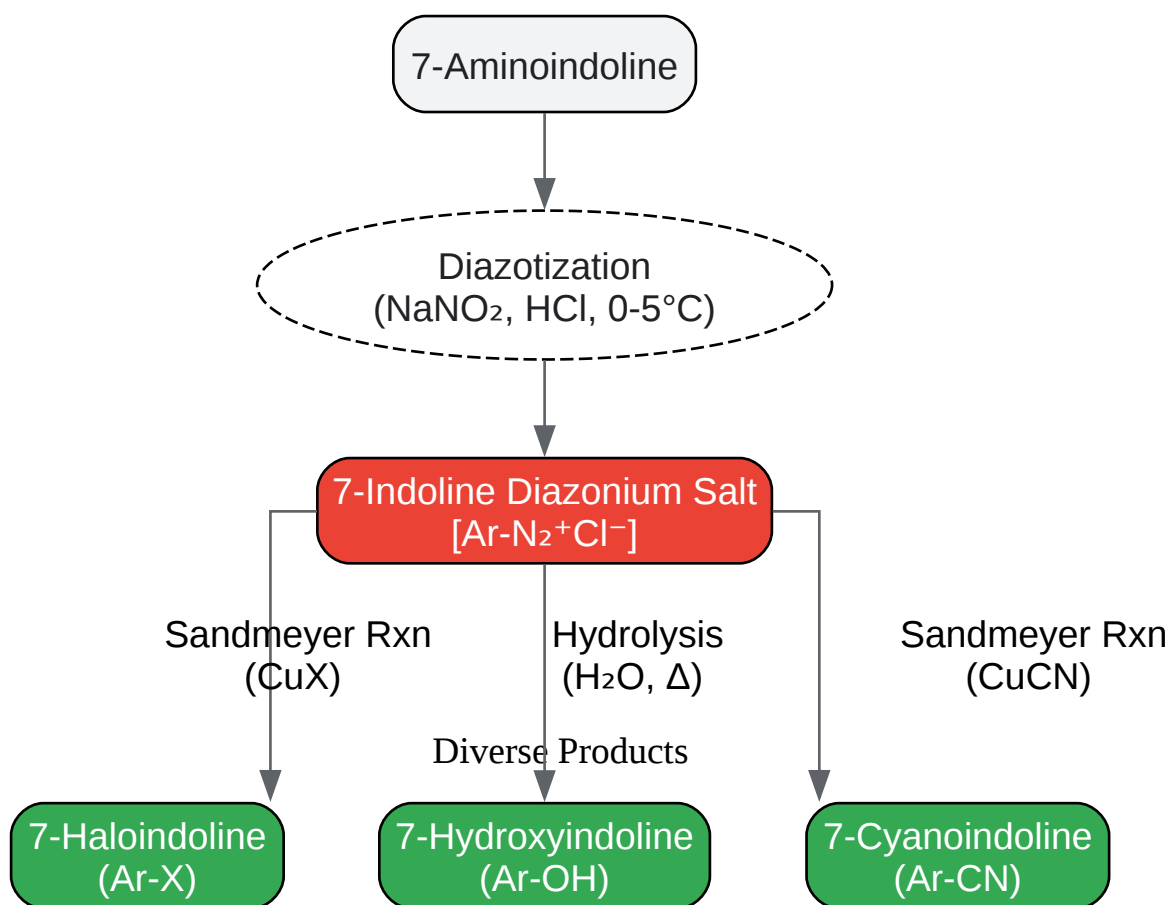 7-Aminoindoline
Diazotization
(NaNO₂, HCl, 0-5°C)
7-Indoline Diazonium Salt
[Ar-N₂⁺Cl⁻]
Sandmeyer Rxn
(CuX)
Hydrolysis
(H₂O, Δ)
Sandmeyer Rxn
(CuCN)
Diverse Products
7-Haloindoline
(Ar-X)
7-Hydroxyindoline
(Ar-OH)
7-Cyanoindoline
(Ar-CN)